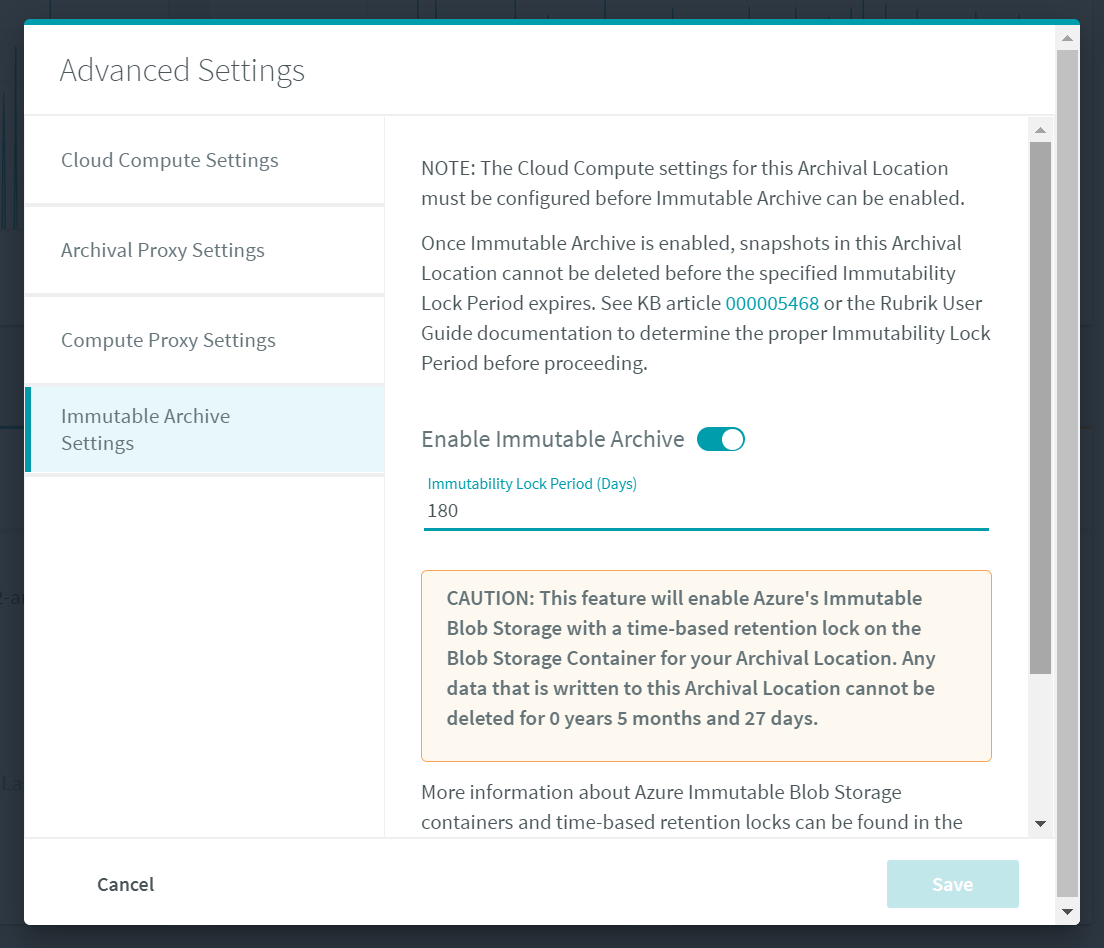 Advanced Settings
Cloud Compute Settings
Archival Proxy Settings
Compute Proxy Settings
Immutable Archive
Settings
NOTE: The Cloud Compute settings for this Archival Location
must be configured before Immutable Archive can be enabled.
Once Immutable Archive is enabled, snapshots in this Archival
Location cannot be deleted before the specified Immutability
Lock Period expires. See KB article 000005468 or the Rubrik User
Guide documentation to determine the proper Immutability Lock
Period before proceeding.
Enable Immutable Archive
Immutability Lock Period (Days)
180
CAUTION: This feature will enable Azure's Immutable
Blob Storage with a time-based retention lock on the
Blob Storage Container for your Archival Location. Any
data that is written to this Archival Location cannot be
deleted for 0 years 5 months and 27 days.
More information about Azure Immutable Blob Storage
containers and time-based retention locks can be found in the
Cancel
Save